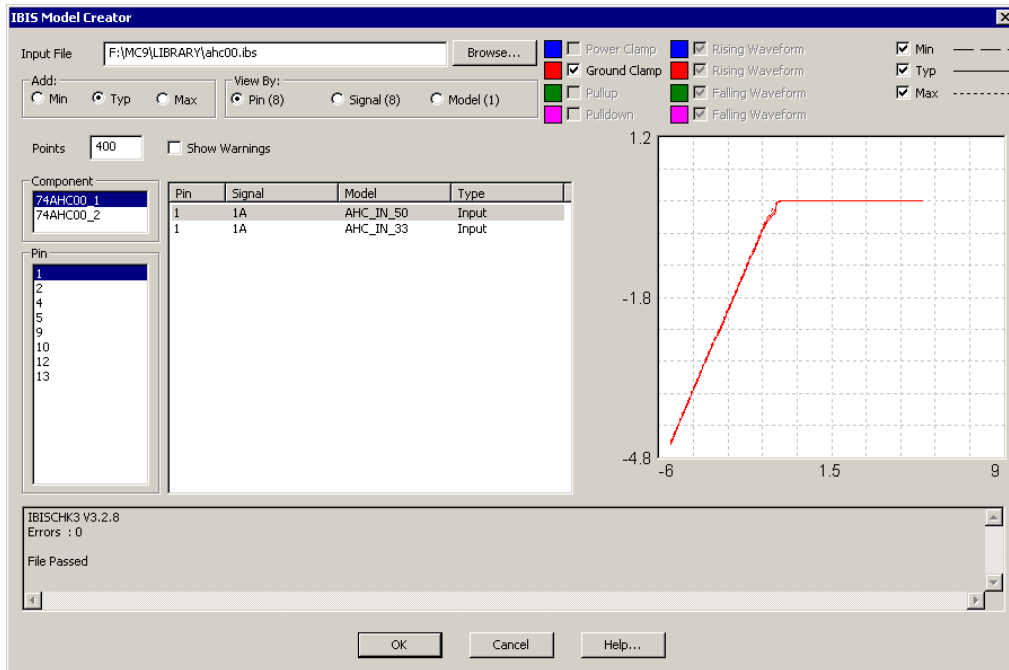 IBIS Model Creator
Input File F:\MC9\LIBRARY\ahc00.ibs Browse...
Power Clamp Rising Waveform Min
Ground Clamp Rising Waveform Typ
Pullup Falling Waveform Max
Pulldown Falling Waveform
Add: Min Typ Max
View By: Pin (8) Signal (8) Model (1)
Points 400 Show Warnings
Component
74AHC00_1
74AHC00_2
Pin Signal Model Type
1 1A AHC_IN_50 Input
1 1A AHC_IN_33 Input
Pin
1
2
4
5
9
10
12
13
1.2
-1.8
-4.8
-6 1.5 9
IBISCHK3 V3.2.8
Errors : 0
File Passed
OK Cancel Help...